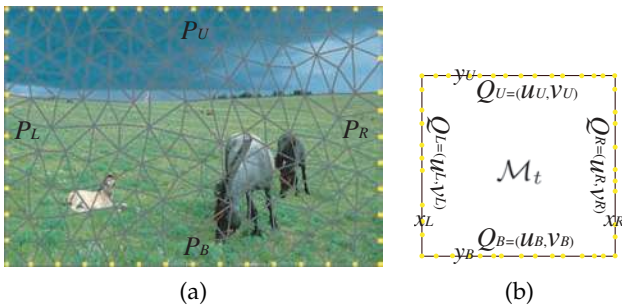 P_U
P_L
P_R
P_B
(a)
y_U
Q_U=(u_U,v_U)
Q_L=(u_L,v_L)
Q_R=(u_R,v_R)
M_t
x_L
x_R
Q_B=(u_B,v_B)
y_B
(b)